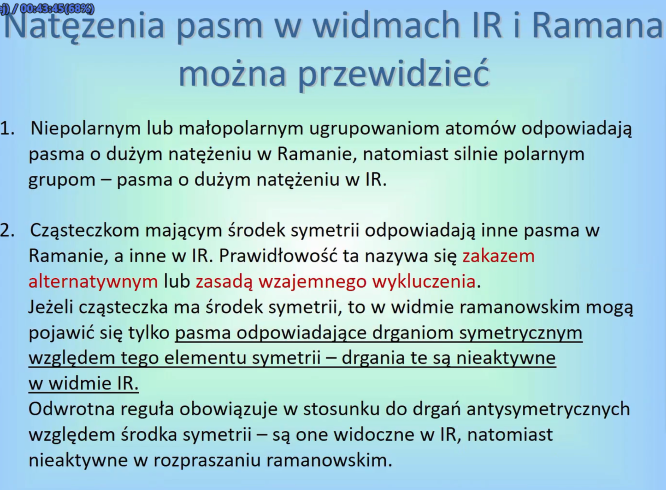 ) / 00:43:45(68%)
Natężenia pasm w widmach IR i Ramana
można przewidzieć
1. Niepolarnym lub małopolarnym ugrupowaniom atomów odpowiadają
pasma o dużym natężeniu w Ramanie, natomiast silnie polarnym
grupom – pasma o dużym natężeniu w IR.
2. Cząsteczkom mającym środek symetrii odpowiadają inne pasma w
Ramanie, a inne w IR. Prawidłowość ta nazywa się zakazem
alternatywnym lub zasadą wzajemnego wykluczenia.
Jeżeli cząsteczka ma środek symetrii, to w widmie ramanowskim mogą
pojawić się tylko pasma odpowiadające drganiom symetrycznym
względem tego elementu symetrii – drgania te są nieaktywne
w widmie IR.
Odwrotna reguła obowiązuje w stosunku do drgań antysymetrycznych
względem środka symetrii – są one widoczne w IR, natomiast
nieaktywne w rozpraszaniu ramanowskim.